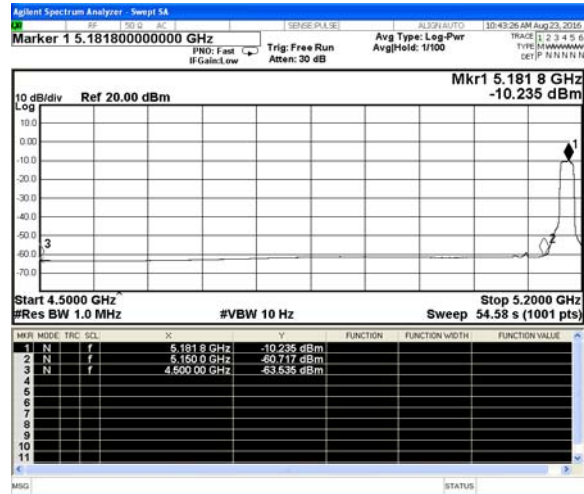 Agilent Spectrum Analyzer - Swept SA
RF 50 Ω AC SENSE:PULSE ALIGN AUTO 10:43:26 AM Aug 23, 2016
Marker 1 5.181800000000 GHz
PNO: Fast
IFGain:Low
Trig: Free Run
Atten: 30 dB
Avg Type: Log-Pwr
Avg|Hold: 1/100
TRACE 1 2 3 4 5 6
TYPE MWWWWW
DET P N N N N N
Mkr1 5.181 8 GHz
-10.235 dBm
10 dB/div Ref 20.00 dBm
Log
10.0
0.00
-10.0
-20.0
-30.0
-40.0
-50.0
-60.0
-70.0
1
2
3
Start 4.5000 GHz Stop 5.2000 GHz
#Res BW 1.0 MHz #VBW 10 Hz Sweep 54.58 s (1001 pts)
MKR MODE TRC SCL X Y FUNCTION FUNCTION WIDTH FUNCTION VALUE
1 N f 5.181 8 GHz -10.235 dBm
2 N f 5.150 0 GHz -60.717 dBm
3 N f 4.500 00 GHz -63.535 dBm
4
5
6
7
8
9
10
11
MSG STATUS